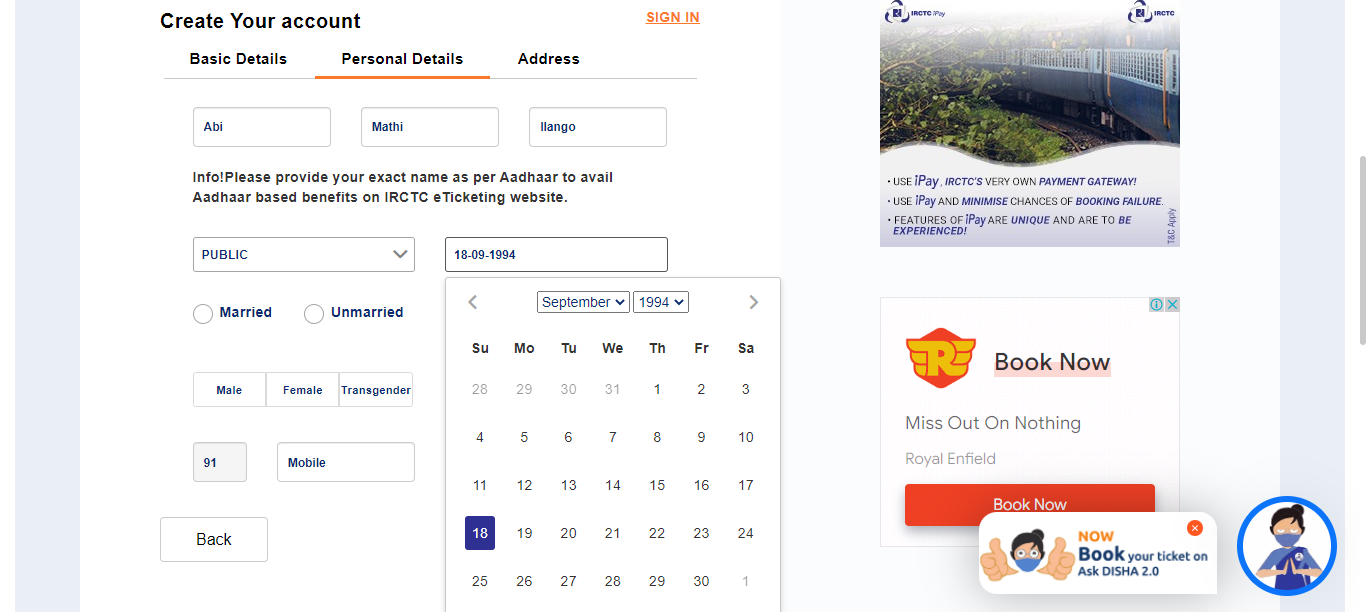 Create Your account
SIGN IN
Basic Details
Personal Details
Address
Abi
Mathi
Ilango
Info!Please provide your exact name as per Aadhaar to avail
Aadhaar based benefits on IRCTC eTicketing website.
PUBLIC
18-09-1994
Married
Unmarried
Male
Female
Transgender
91
Mobile
Back
September
1994
Su Mo Tu We Th Fr Sa
28 29 30 31 1 2 3
4 5 6 7 8 9 10
11 12 13 14 15 16 17
18 19 20 21 22 23 24
25 26 27 28 29 30 1
IRCTC iPay
IRCTC
• USE iPay, IRCTC'S VERY OWN PAYMENT GATEWAY!
• USE iPay AND MINIMISE CHANCES OF BOOKING FAILURE.
• FEATURES OF iPay ARE UNIQUE AND ARE TO BE
EXPERIENCED!
T&C Apply
R
Book Now
Miss Out On Nothing
Royal Enfield
Book Now
NOW
Book your ticket on
Ask DISHA 2.0